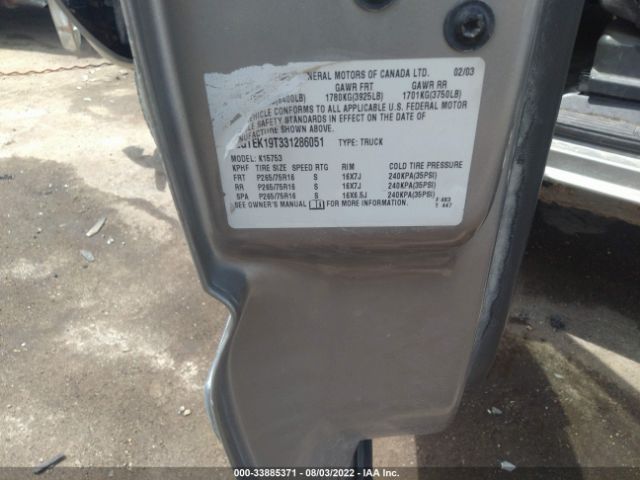 NERAL MOTORS OF CANADA LTD. 02/03
GAWR FRT GAWR RR
1780KG(3925LB) 1701KG(3750LB)
VEHICLE CONFORMS TO ALL APPLICABLE U.S. FEDERAL MOTOR
SAFETY STANDARDS IN EFFECT ON THE DATE OF
MANUFACTURE SHOWN ABOVE.
2GTEK19T331286051 TYPE: TRUCK
MODEL: K15753
KPHF TIRE SIZE SPEED RTG RIM COLD TIRE PRESSURE
FRT P265/75R16 S 16X7J 240KPA(35PSI)
RR P265/75R16 S 16X7J 240KPA(35PSI)
SPA P265/75R16 S 16X6.5J 240KPA(35PSI)
SEE OWNER'S MANUAL FOR MORE INFORMATION.
000-33885371 - 08/03/2022 - IAA Inc.